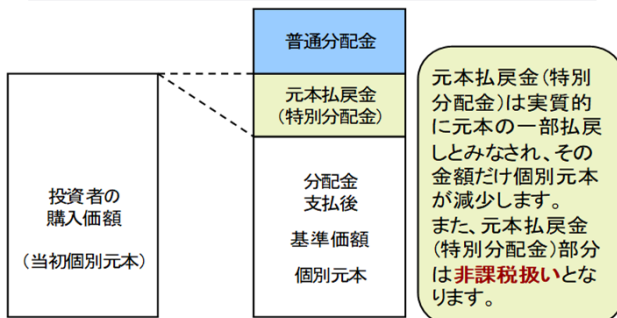 普通分配金
元本払戻金
(特別分配金)
投資者の
購入価額
(当初個別元本)
分配金
支払後
基準価額
個別元本
元本払戻金(特別
分配金)は実質的
に元本の一部払戻
しとみなされ、その
金額だけ個別元本
が減少します。
また、元本払戻金
(特別分配金)部分
は非課税扱いとな
ります。